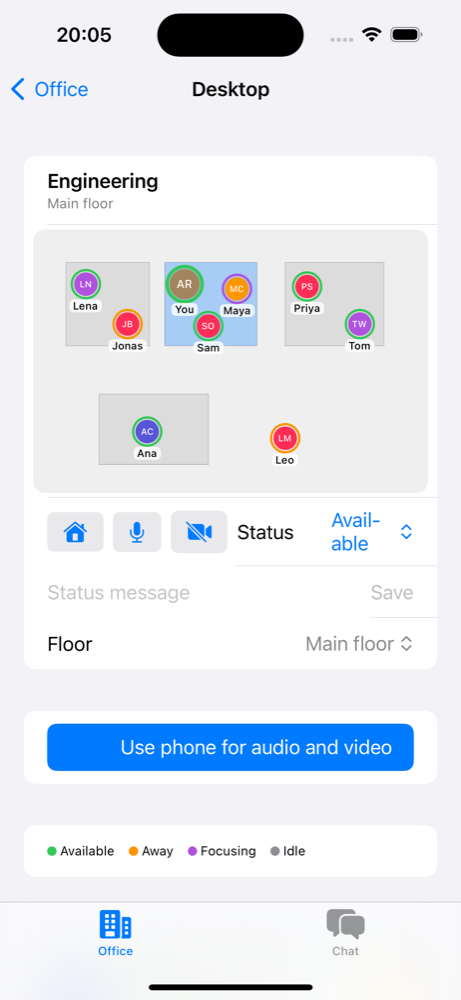 20:05
Office
Desktop
Engineering
Main floor
LN
Lena
JB
Jonas
AR
You
MC
Maya
SO
Sam
PS
Priya
TW
Tom
AC
Ana
LM
Leo
Status
Avail-
able
Status message
Save
Floor
Main floor
Use phone for audio and video
Available
Away
Focusing
Idle
Office
Chat